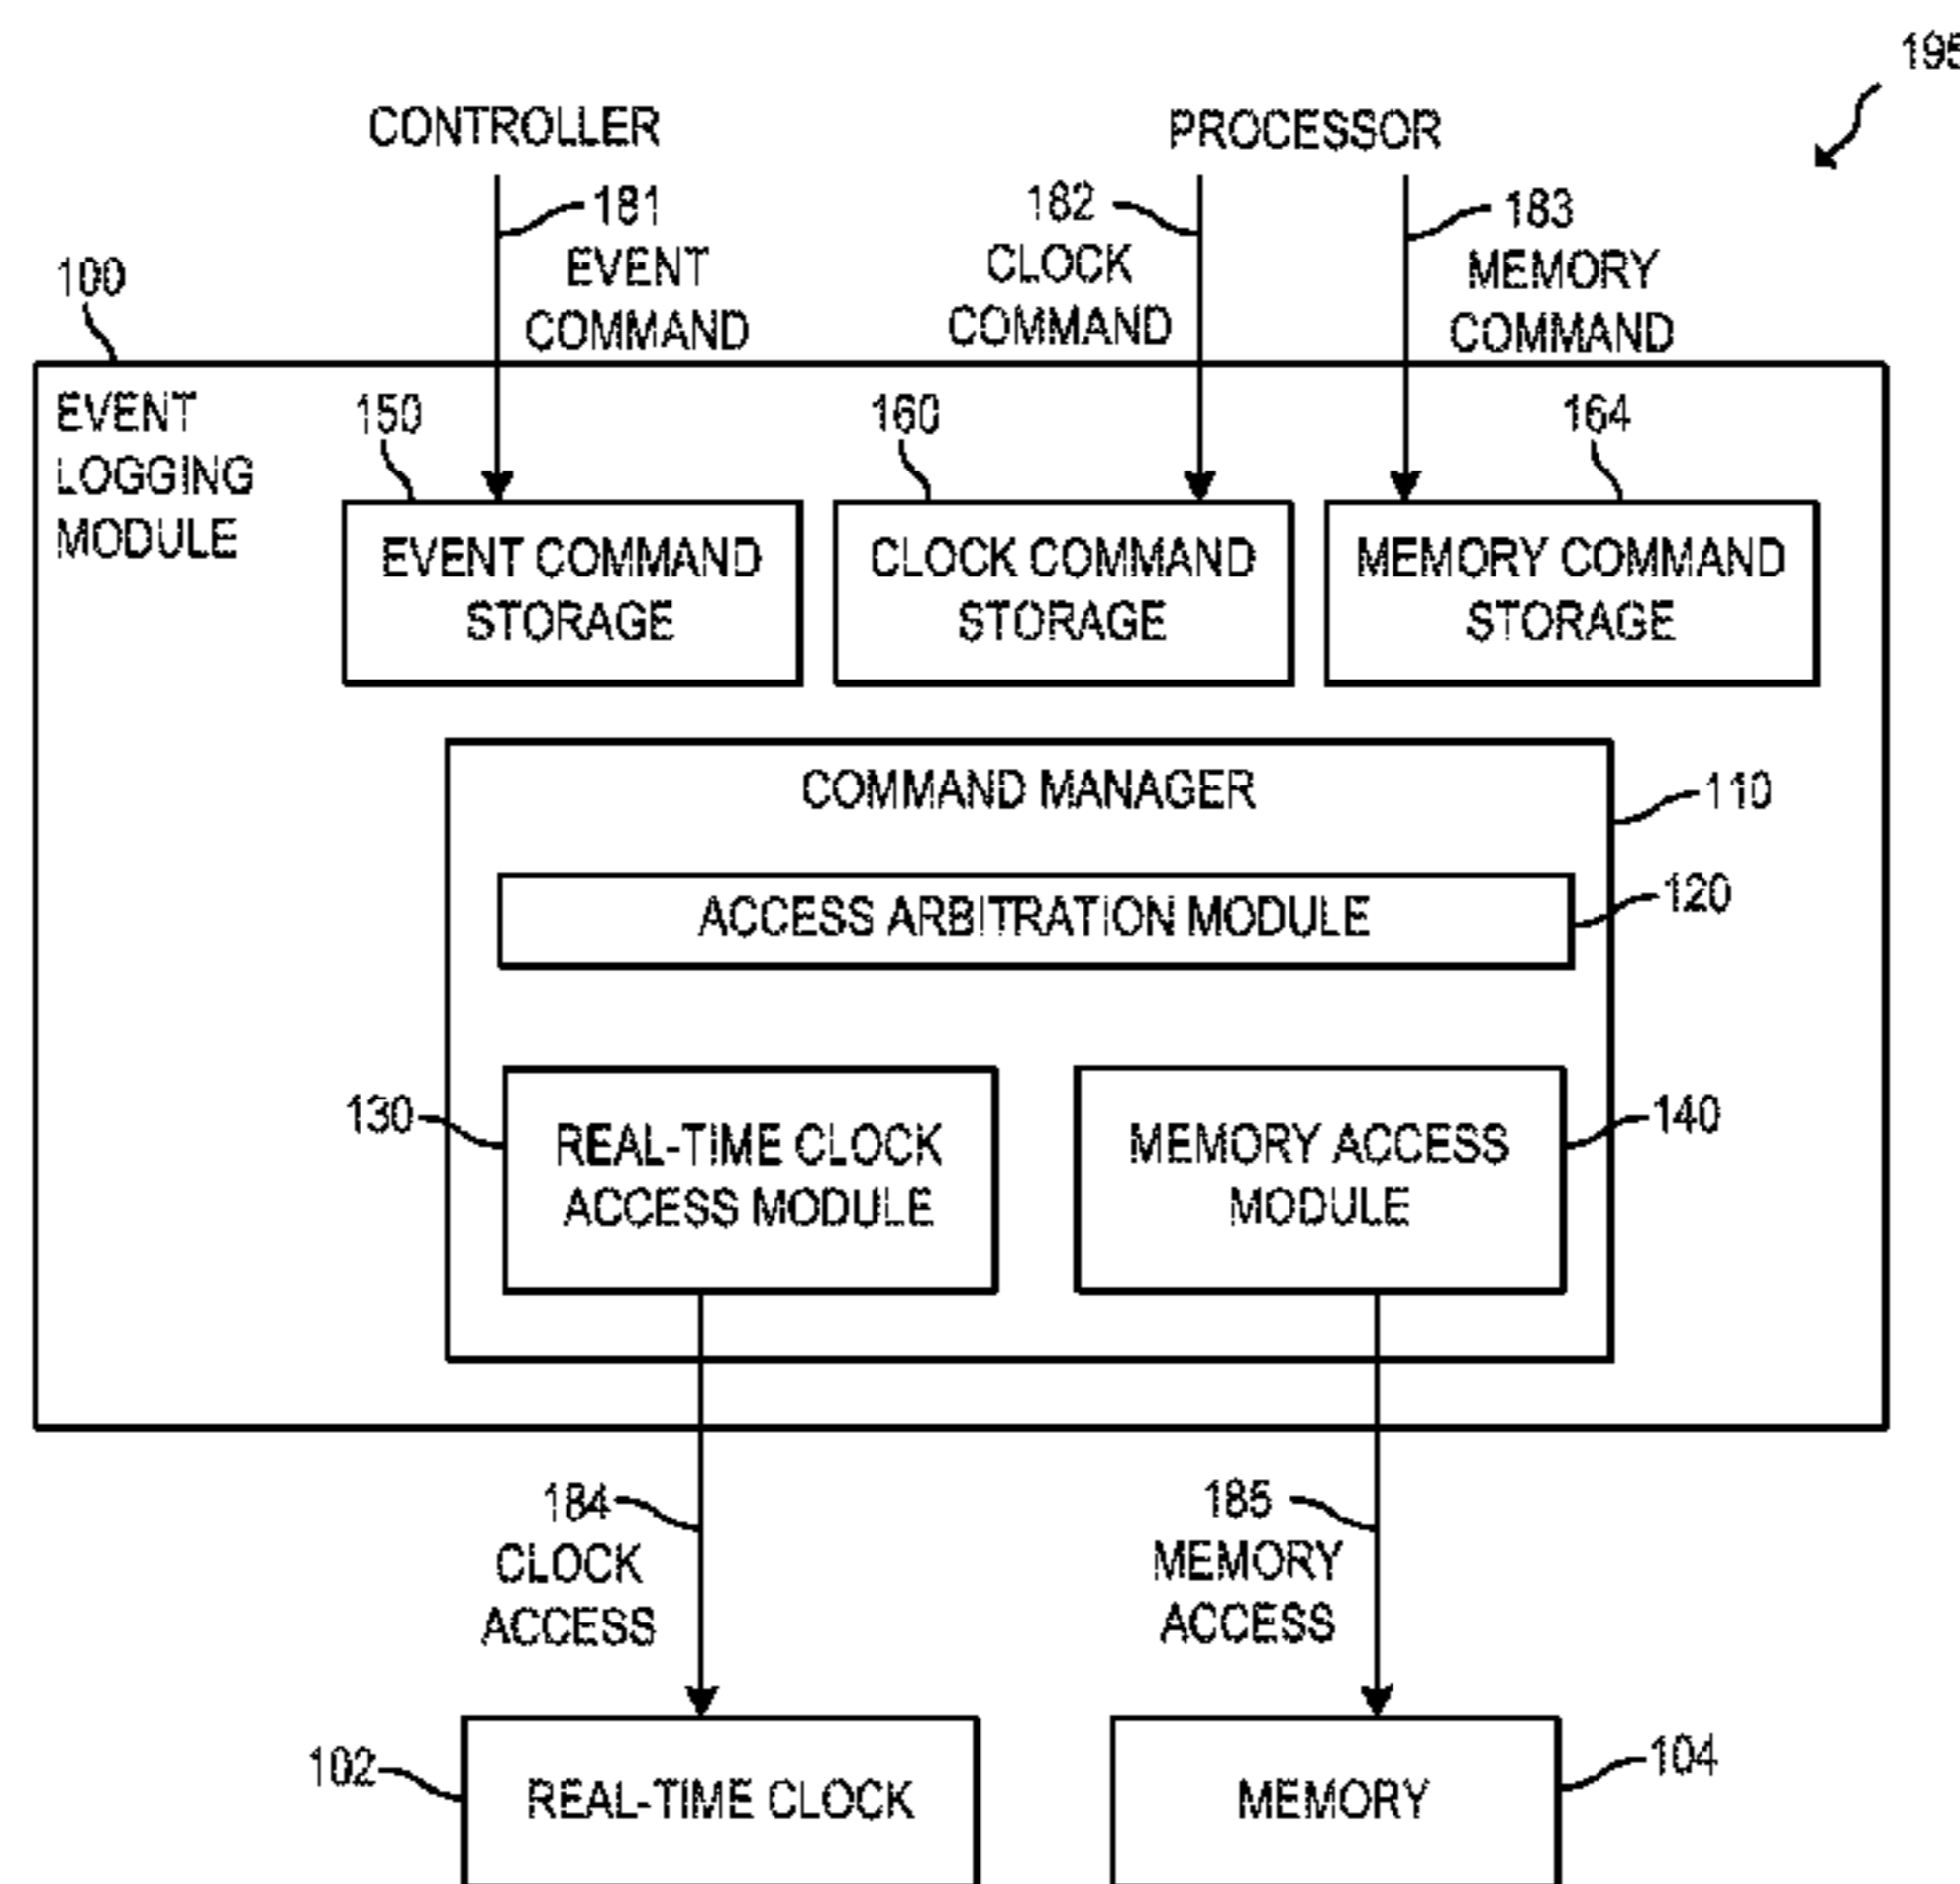 195
CONTROLLER
PROCESSOR
181
EVENT
COMMAND
182
CLOCK
COMMAND
183
MEMORY
COMMAND
100
EVENT
LOGGING
MODULE
150
EVENT COMMAND
STORAGE
160
CLOCK COMMAND
STORAGE
164
MEMORY COMMAND
STORAGE
COMMAND MANAGER
110
ACCESS ARBITRATION MODULE
120
130
REAL-TIME CLOCK
ACCESS MODULE
MEMORY ACCESS
MODULE
140
184
CLOCK
ACCESS
185
MEMORY
ACCESS
102
REAL-TIME CLOCK
MEMORY
104